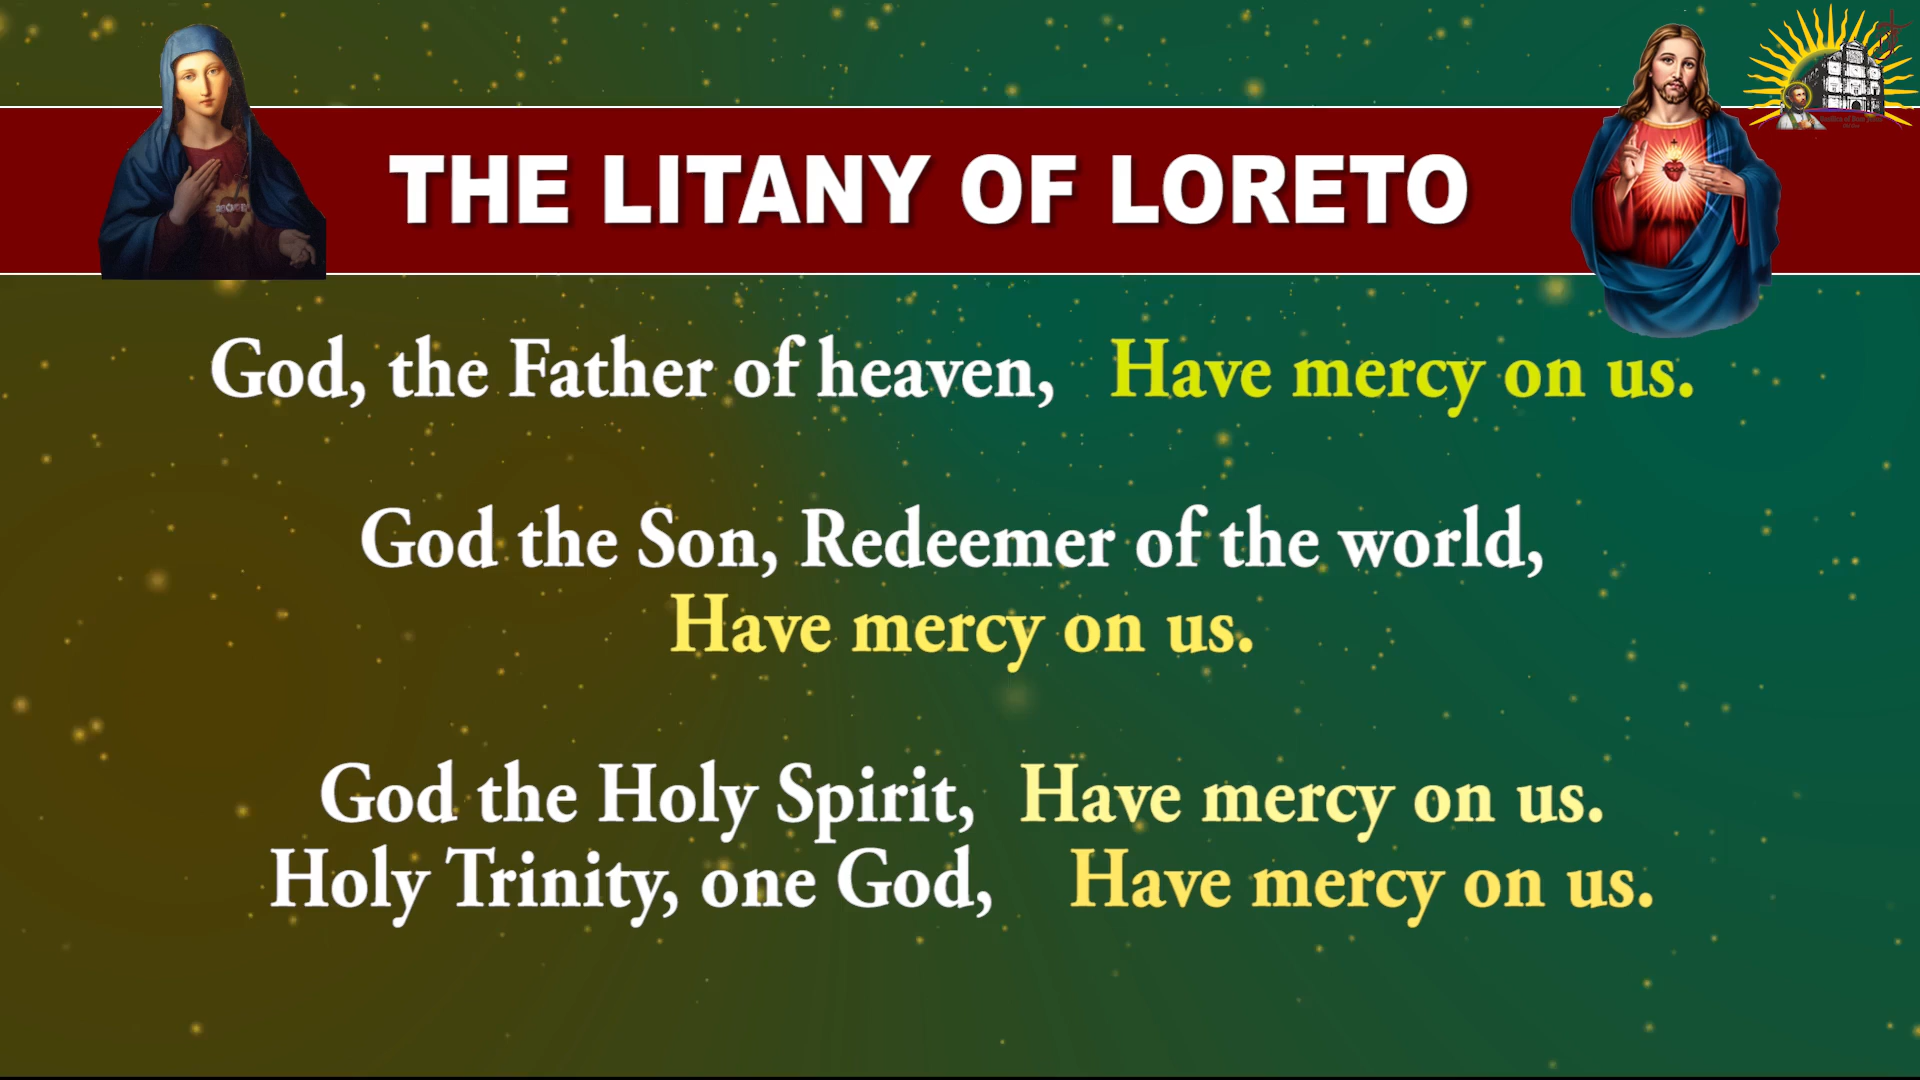 THE LITANY OF LORETO
God, the Father of heaven, Have mercy on us.
God the Son, Redeemer of the world,
Have mercy on us.
God the Holy Spirit, Have mercy on us.
Holy Trinity, one God, Have mercy on us.